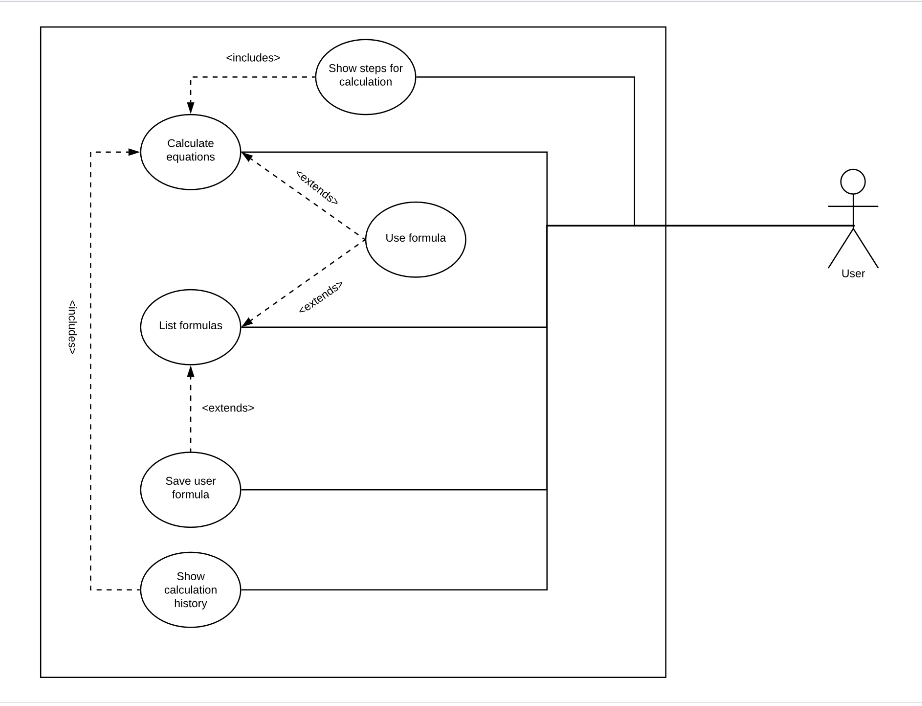 <includes>
Show steps for
calculation
Calculate
equations
<extends>
Use formula
User
<extends>
<includes>
List formulas
<extends>
Save user
formula
Show
calculation
history